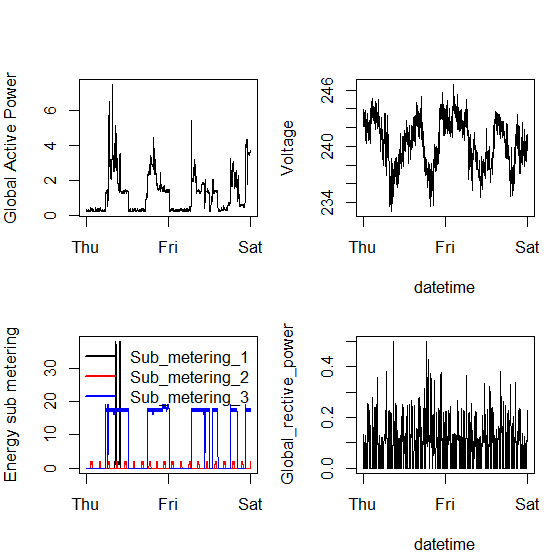 Global Active Power
0 2 4 6
Thu Fri Sat
Voltage
234 240 246
Thu Fri Sat
datetime
Energy sub metering
0 10 20 30
Sub_metering_1
Sub_metering_2
Sub_metering_3
Thu Fri Sat
Global_rective_power
0.0 0.2 0.4
Thu Fri Sat
datetime